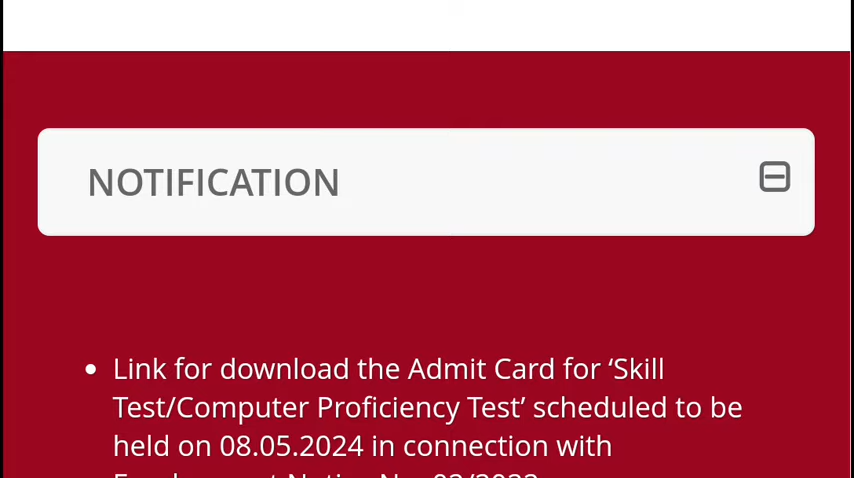 NOTIFICATION
• Link for download the Admit Card for ‘Skill
Test/Computer Proficiency Test’ scheduled to be
held on 08.05.2024 in connection with